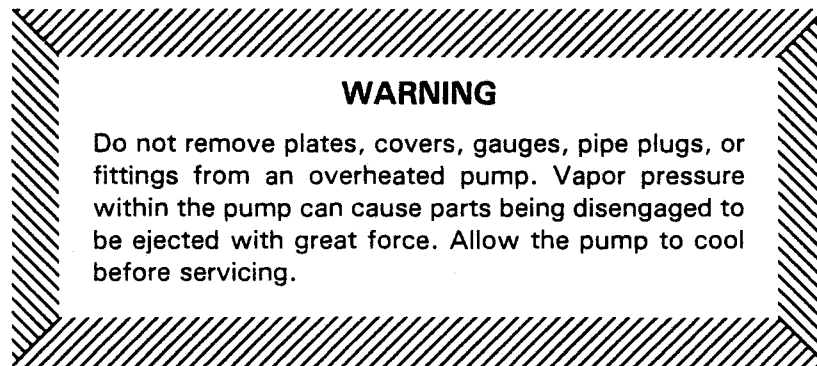 WARNING
Do not remove plates, covers, gauges, pipe plugs, or
fittings from an overheated pump. Vapor pressure
within the pump can cause parts being disengaged to
be ejected with great force. Allow the pump to cool
before servicing.